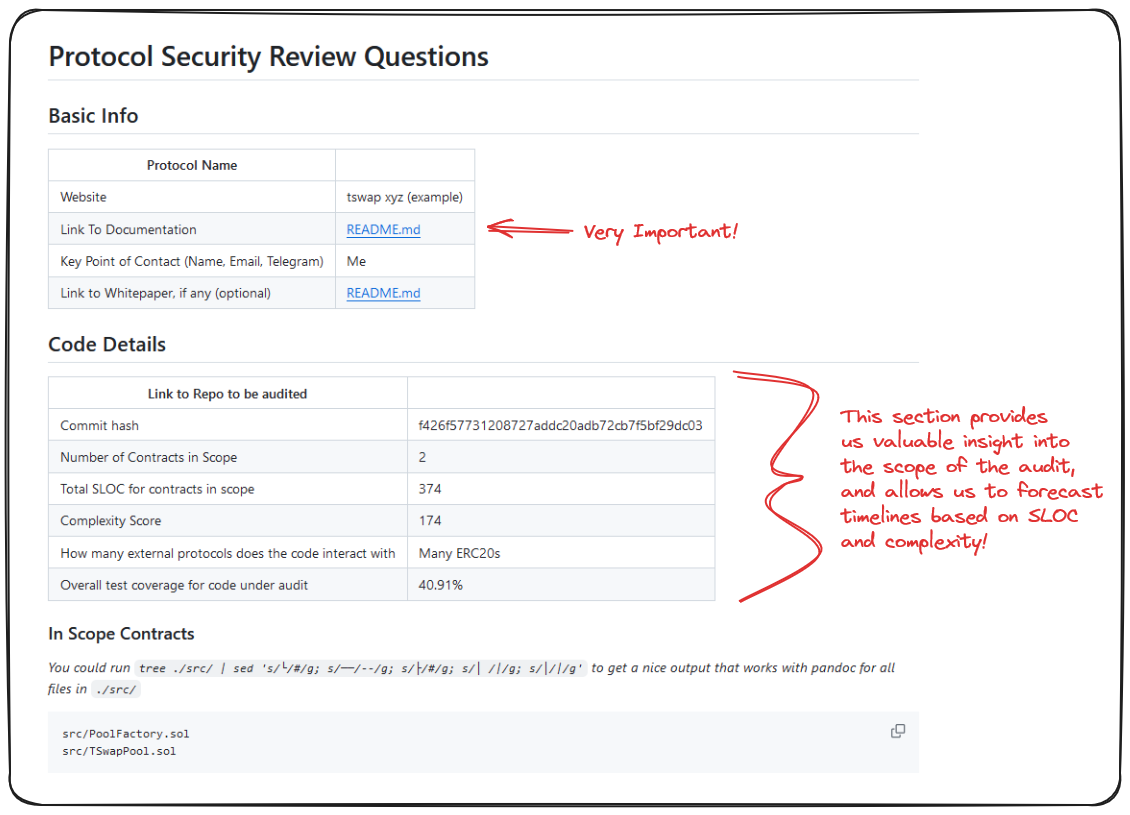 Protocol Security Review Questions
Basic Info
Protocol Name
Website tswap xyz (example)
Link To Documentation README.md
Very Important!
Key Point of Contact (Name, Email, Telegram) Me
Link to Whitepaper, if any (optional) README.md
Code Details
Link to Repo to be audited
Commit hash f426f57731208727addc20adb72cb7f5bf29dc03
Number of Contracts in Scope 2
Total SLOC for contracts in scope 374
Complexity Score 174
How many external protocols does the code interact with Many ERC20s
Overall test coverage for code under audit 40.91%
This section provides
us valuable insight into
the scope of the audit,
and allows us to forecast
timelines based on SLOC
and complexity!
In Scope Contracts
You could run tree ./src/ | sed 's/└/#/g; s/──/--/g; s/├/#/g; s/│ /|/g; s/│/|/g' to get a nice output that works with pandoc for all
files in ./src/
src/PoolFactory.sol
src/TSwapPool.sol